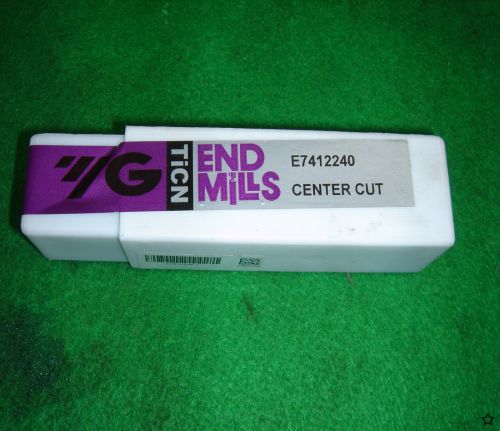 YG
TiCN
END
MILLS
E7412240
CENTER CUT